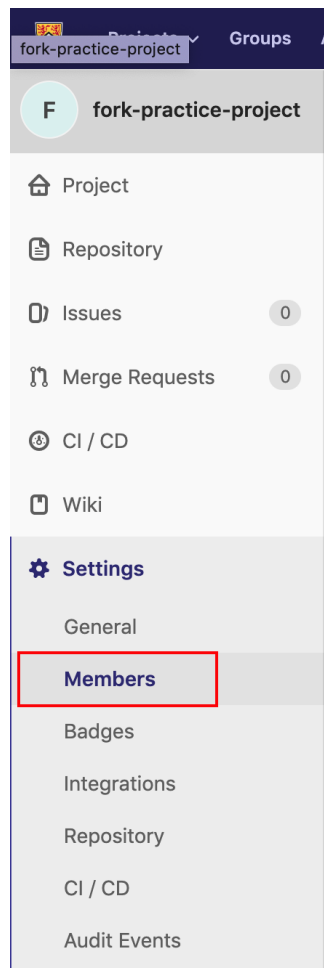 Projects Groups
fork-practice-project
F fork-practice-project
Project
Repository
Issues 0
Merge Requests 0
CI / CD
Wiki
Settings
General
Members
Badges
Integrations
Repository
CI / CD
Audit Events